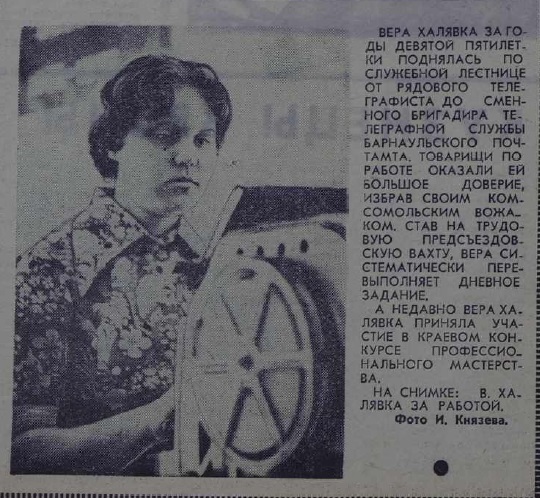 ВЕРА ХАЛЯВКА ЗА ГО-
ДЫ ДЕВЯТОЙ ПЯТИЛЕТ-
КИ ПОДНЯЛАСЬ ПО
СЛУЖЕБНОЙ ЛЕСТНИЦЕ
ОТ РЯДОВОГО ТЕЛЕ-
ГРАФИСТА ДО СМЕН-
НОГО БРИГАДИРА ТЕ-
ЛЕГРАФНОЙ СЛУЖБЫ
БАРНАУЛЬСКОГО ПОЧ-
ТАМТА. ТОВАРИЩИ ПО
РАБОТЕ ОКАЗАЛИ ЕЙ
БОЛЬШОЕ ДОВЕРИЕ,
ИЗБРАВ СВОИМ КОМ-
СОМОЛЬСКИМ ВОЖА-
КОМ. СТАВ НА ТРУДО-
ВУЮ ПРЕДСЪЕЗДОВ-
СКУЮ ВАХТУ, ВЕРА СИ-
СТЕМАТИЧЕСКИ ПЕРЕ-
ВЫПОЛНЯЕТ ДНЕВНОЕ
ЗАДАНИЕ.
А НЕДАВНО ВЕРА ХА-
ЛЯВКА ПРИНЯЛА УЧА-
СТИЕ В КРАЕВОМ КОН-
КУРСЕ ПРОФЕССИО-
НАЛЬНОГО МАСТЕРСТ-
ВА.
НА СНИМКЕ: В. ХА-
ЛЯВКА ЗА РАБОТОЙ.
Фото И. Князева.